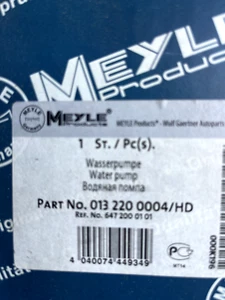 MEYLE
Products
MEYLE
MEYLE
MEYLE Products® - Wulf Gaertner Autoparts
1 St. / Pc(s).
Wasserpumpe
Water pump
Водяная помпа
PART No. 013 220 0004/HD
REF. No. 647 200 01 01
4 040074 449349